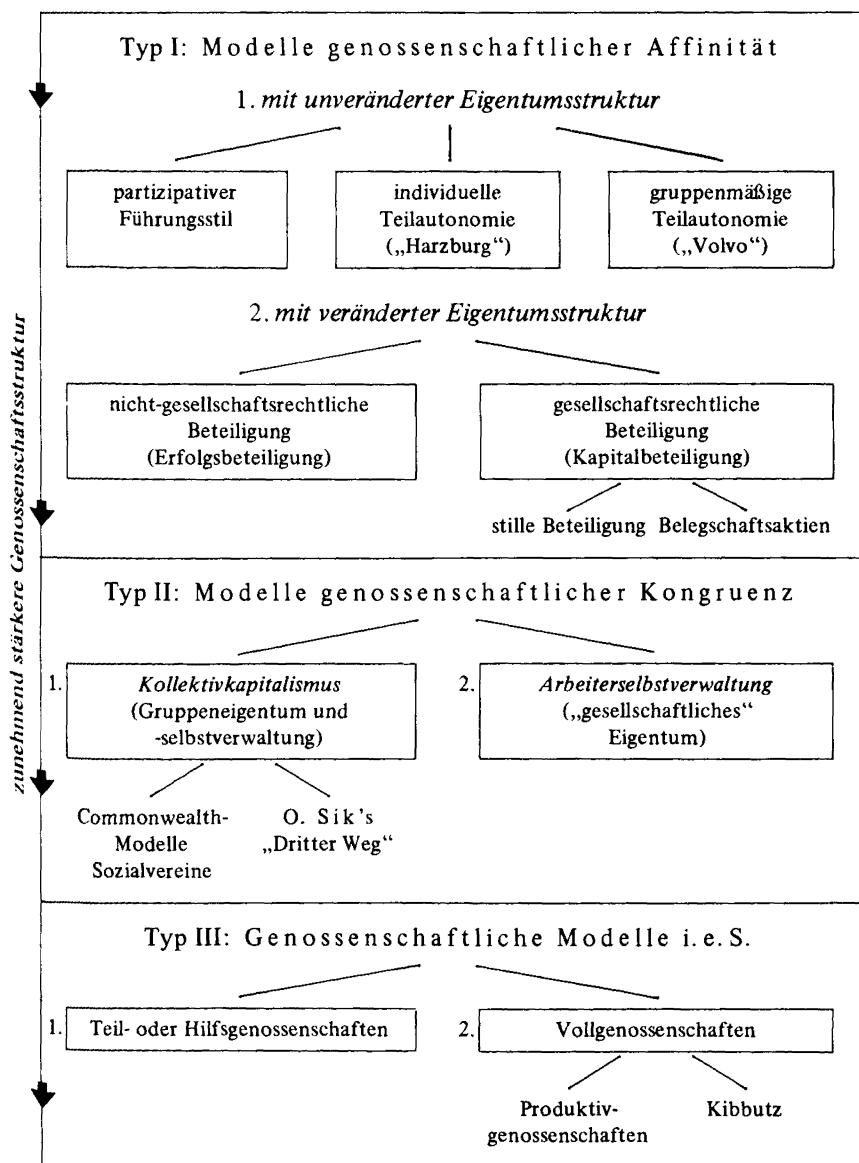 Typ I: Modelle genossenschaftlicher Affinität
1. mit unveränderter Eigentumsstruktur
partizipativer
Führungsstil
individuelle
Teilautonomie
(„Harzburg“)
gruppenmäßige
Teilautonomie
(„Volvo“)
2. mit veränderter Eigentumsstruktur
nicht-gesellschaftsrechtliche
Beteiligung
(Erfolgsbeteiligung)
gesellschaftsrechtliche
Beteiligung
(Kapitalbeteiligung)
stille Beteiligung
Belegschaftsaktien
zunehmend stärkere Genossenschaftsstruktur
Typ II: Modelle genossenschaftlicher Kongruenz
1.
Kollektivkapitalismus
(Gruppeneigentum und
-selbstverwaltung)
2.
Arbeiterselbstverwaltung
(„gesellschaftliches“
Eigentum)
Commonwealth-
Modelle
Sozialvereine
O. Sik's
„Dritter Weg“
Typ III: Genossenschaftliche Modelle i.e.S.
1.
Teil- oder Hilfsgenossenschaften
2.
Vollgenossenschaften
Produktiv-
genossenschaften
Kibbutz